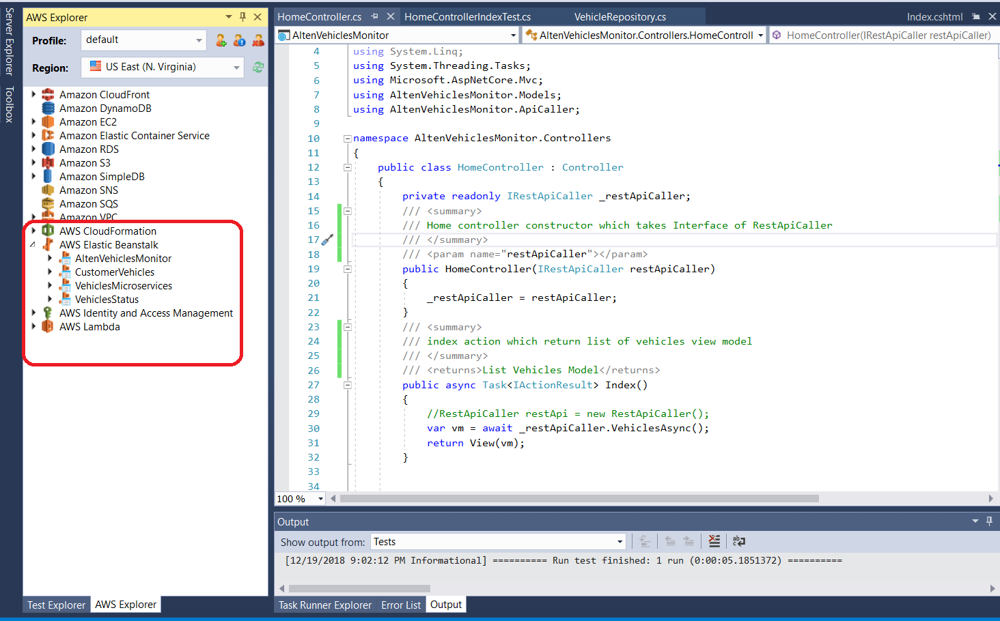 Server Explorer
Toolbox
AWS Explorer
Profile:
default
Region:
US East (N. Virginia)
Amazon CloudFront
Amazon DynamoDB
Amazon EC2
Amazon Elastic Container Service
Amazon RDS
Amazon S3
Amazon SimpleDB
Amazon SNS
Amazon SQS
Amazon VPC
AWS CloudFormation
AWS Elastic Beanstalk
AltenVehiclesMonitor
CustomerVehicles
VehiclesMicroservices
VehiclesStatus
AWS Identity and Access Management
AWS Lambda
Test Explorer
AWS Explorer
HomeController.cs
HomeControllerIndexTest.cs
VehicleRepository.cs
Index.cshtml
AltenVehiclesMonitor
AltenVehiclesMonitor.Controllers.HomeControll
HomeController(IRestApiCaller restApiCaller)
4 using System.Linq;
5 using System.Threading.Tasks;
6 using Microsoft.AspNetCore.Mvc;
7 using AltenVehiclesMonitor.Models;
8 using AltenVehiclesMonitor.ApiCaller;
9
10 namespace AltenVehiclesMonitor.Controllers
11 {
12 public class HomeController : Controller
13 {
14 private readonly IRestApiCaller _restApiCaller;
15 /// <summary>
16 /// Home controller constructor which takes Interface of RestApiCaller
17 /// </summary>
18 /// <param name="restApiCaller"></param>
19 public HomeController(IRestApiCaller restApiCaller)
20 {
21 _restApiCaller = restApiCaller;
22 }
23 /// <summary>
24 /// index action which return list of vehicles view model
25 /// </summary>
26 /// <returns>List Vehicles Model</returns>
27 public async Task<IActionResult> Index()
28 {
29 //RestApiCaller restApi = new RestApiCaller();
30 var vm = await _restApiCaller.VehiclesAsync();
31 return View(vm);
32 }
33
34
100 %
Output
Show output from:
Tests
[12/19/2018 9:02:12 PM Informational] ========== Run test finished: 1 run (0:00:05.1851372) ==========
Task Runner Explorer
Error List
Output